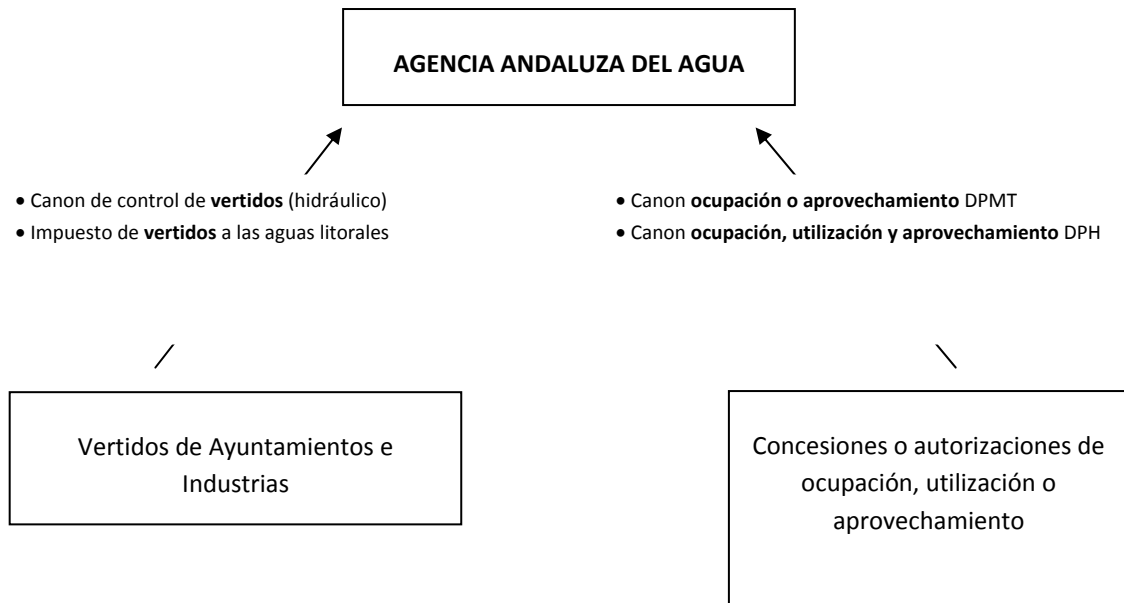 AGENCIA ANDALUZA DEL AGUA
• Canon de control de vertidos (hidráulico)
• Impuesto de vertidos a las aguas litorales
• Canon ocupación o aprovechamiento DPMT
• Canon ocupación, utilización y aprovechamiento DPH
Vertidos de Ayuntamientos e
Industrias
Concesiones o autorizaciones de
ocupación, utilización o
aprovechamiento